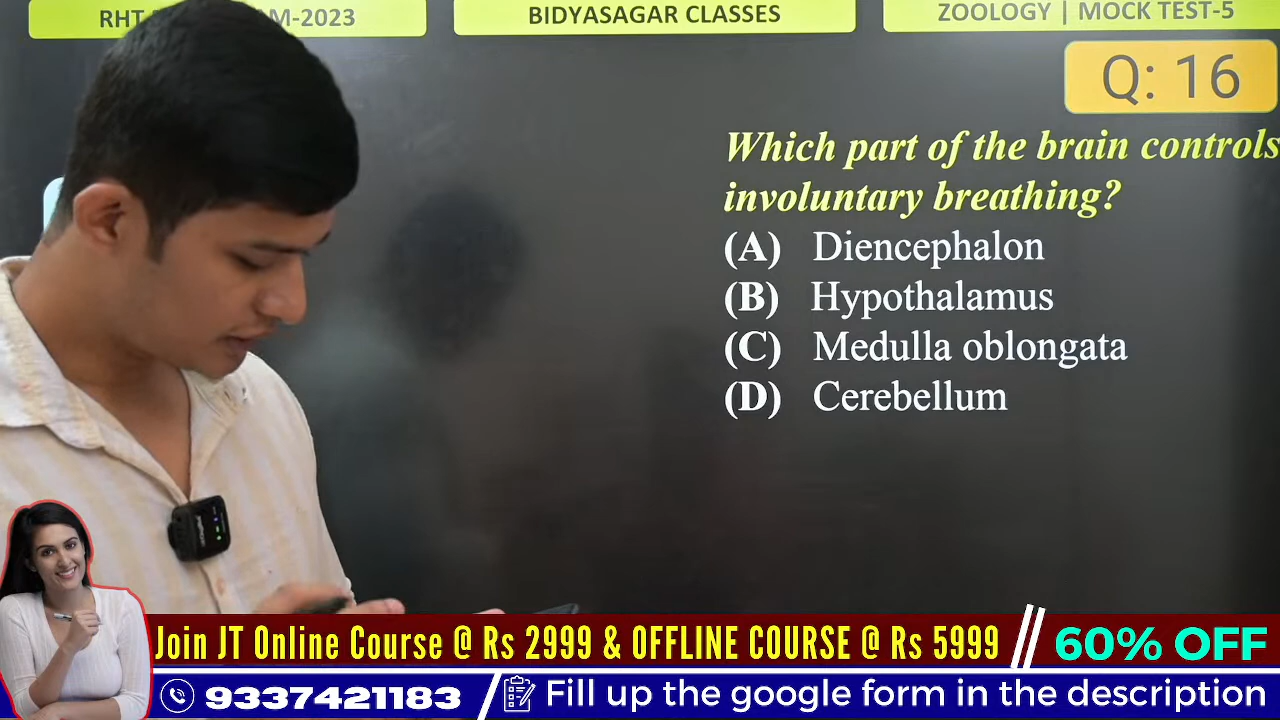 RHT M-2023
BIDYASAGAR CLASSES
ZOOLOGY | MOCK TEST-5
Q: 16
Which part of the brain controls
involuntary breathing?
(A) Diencephalon
(B) Hypothalamus
(C) Medulla oblongata
(D) Cerebellum
Join JT Online Course @ Rs 2999 & OFFLINE COURSE @ Rs 5999 // 60% OFF
9337421183 / Fill up the google form in the description